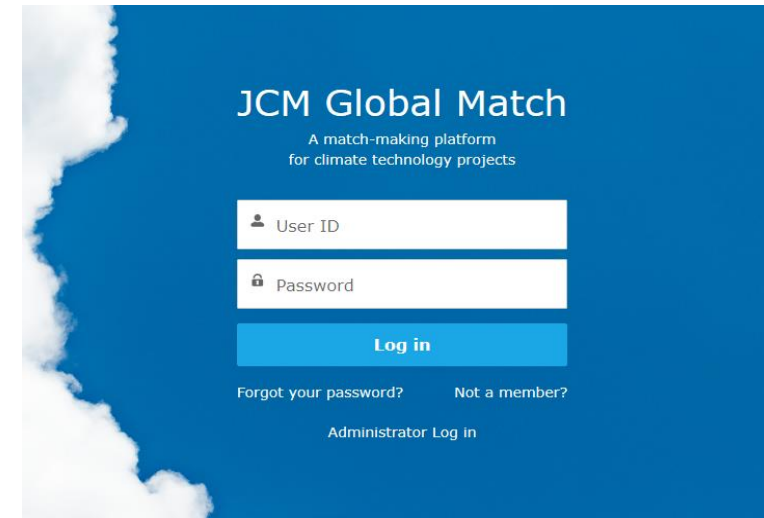 JCM Global Match
A match-making platform
for climate technology projects
User ID
Password
Log in
Forgot your password? Not a member?
Administrator Log in